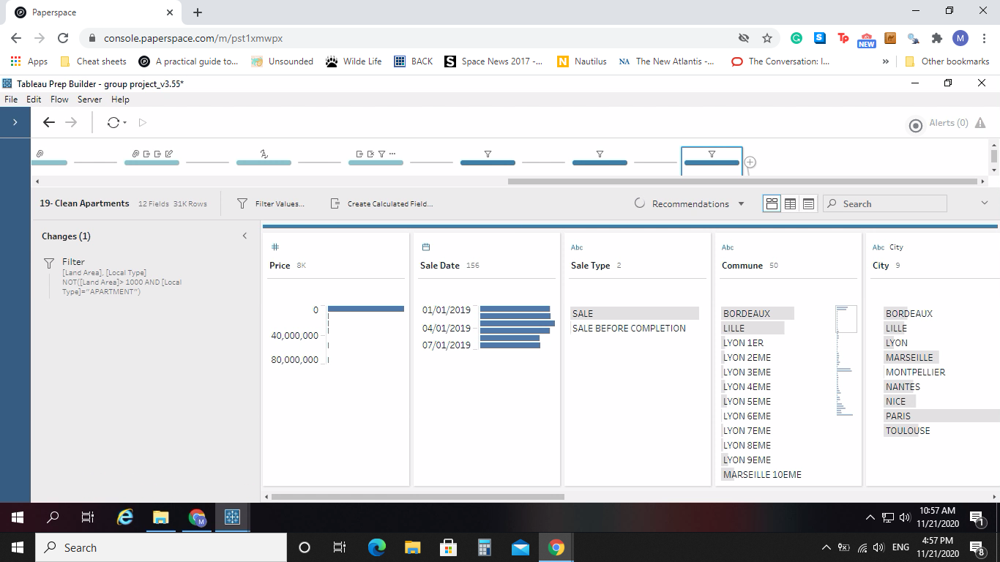 Paperspace
console.paperspace.com/m/pst1xmwpx
M
NEW
Apps
Cheat sheets
A practical guide to...
Unsounded
Wilde Life
BACK
Space News 2017 -...
Nautilus
NA The New Atlantis -...
The Conversation: I...
»
Other bookmarks
Tableau Prep Builder - group project_v3.55*
File Edit Flow Server Help
Alerts (0)
19- Clean Apartments 12 Fields 31K Rows
Filter Values...
Create Calculated Field...
Recommendations
Search
Changes (1)
Filter
[Land Area], [Local Type]
NOT([Land Area]> 1000 AND [Local
Type]="APARTMENT")
#
Price 8K
0
40,000,000
80,000,000
Sale Date 156
01/01/2019
04/01/2019
07/01/2019
Abc
Sale Type 2
SALE
SALE BEFORE COMPLETION
Abc
Commune 50
BORDEAUX
LILLE
LYON 1ER
LYON 2EME
LYON 3EME
LYON 4EME
LYON 5EME
LYON 6EME
LYON 7EME
LYON 8EME
LYON 9EME
MARSEILLE 10EME
Abc City
City 9
BORDEAUX
LILLE
LYON
MARSEILLE
MONTPELLIER
NANTES
NICE
PARIS
TOULOUSE
10:57 AM
11/21/2020
1
Search
ENG
4:57 PM
11/21/2020
8